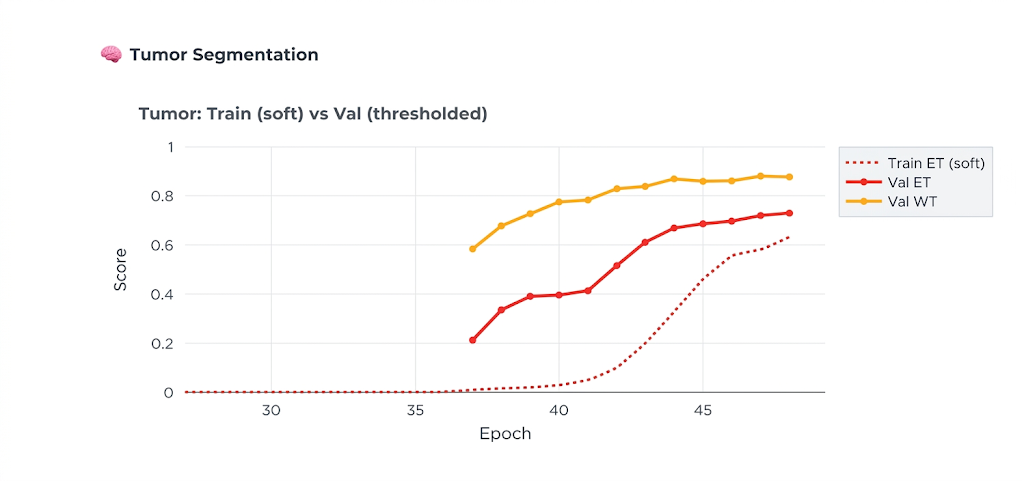 🧠 Tumor Segmentation
Tumor: Train (soft) vs Val (thresholded)
1
0.8
0.6
0.4
0.2
0
Score
30 35 40 45
Epoch
Train ET (soft)
Val ET
Val WT